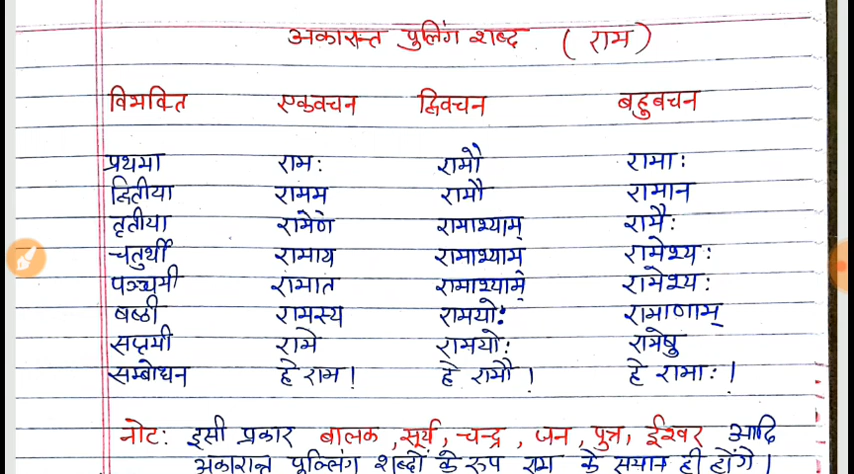 अकारान्त पुलिंग शब्द ( राम )
विभक्ति एकवचन द्विवचन बहुबचन
प्रथमा रामः रामौ रामाः
द्वितीया रामम रामौ रामान
तृतीया रामेण रामाभ्याम् रामैः
चतुर्थी रामाय रामाभ्याम रामेभ्यः
पञ्चमी रामात रामाभ्याम् रामेभ्यः
षष्ठी रामस्य रामयोः रामाणाम्
सप्तमी रामे रामयोः रामेषु
सम्बोधन हे राम! हे रामौ! हे रामाः!
नोटः इसी प्रकार बालक, सूर्य, चन्द्र, जन, पुत्र, ईश्वर आदि
अकारान्त पुल्लिंग शब्दों के रुप राम के समान ही होंगे।